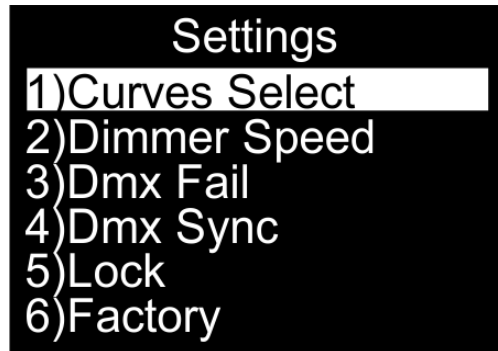 Settings
1)Curves Select
2)Dimmer Speed
3)Dmx Fail
4)Dmx Sync
5)Lock
6)Factory